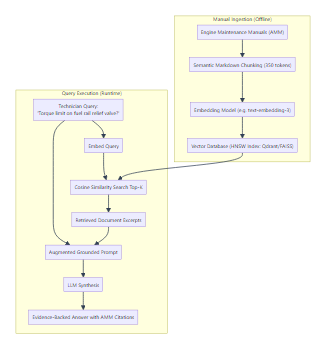 Manual Ingestion (Offline)
Engine Maintenance Manuals (AMM)
Semantic Markdown Chunking (350 tokens)
Embedding Model (e.g. text-embedding-3)
Vector Database (HNSW Index: Qdrant/FAISS)
Query Execution (Runtime)
Technician Query:
'Torque limit on fuel rail relief valve?'
Embed Query
Cosine Similarity Search Top-K
Retrieved Document Excerpts
Augmented Grounded Prompt
LLM Synthesis
Evidence-Backed Answer with AMM Citations